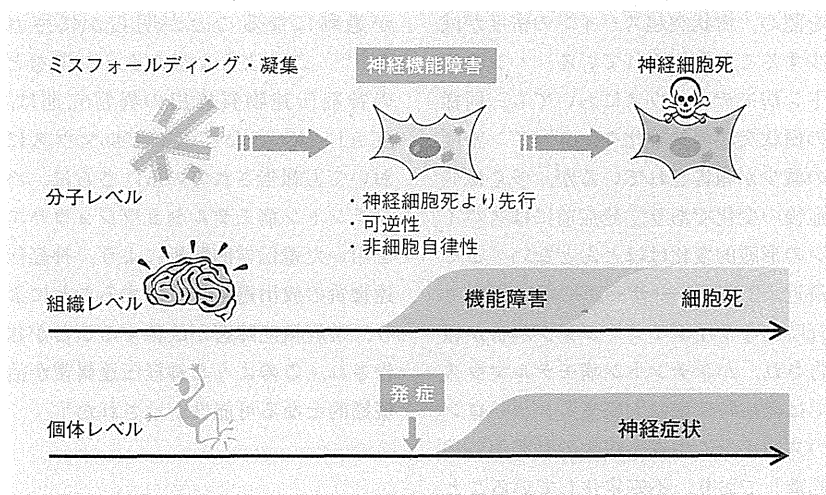 ミスフォールディング・凝集
神経機能障害
神経細胞死
分子レベル
・神経細胞死より先行
・可逆性
・非細胞自律性
組織レベル
機能障害
細胞死
発症
個体レベル
神経症状